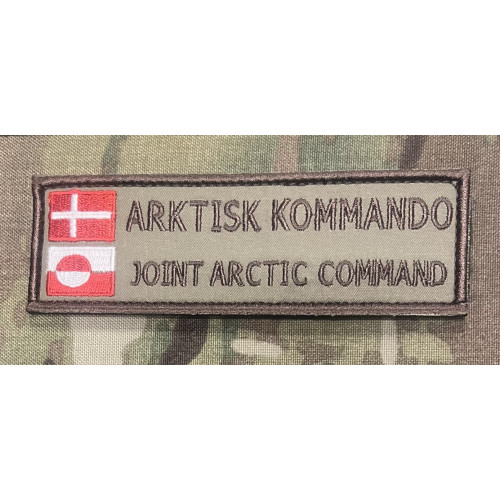 ARKTISK KOMMANDO
JOINT ARCTIC COMMAND